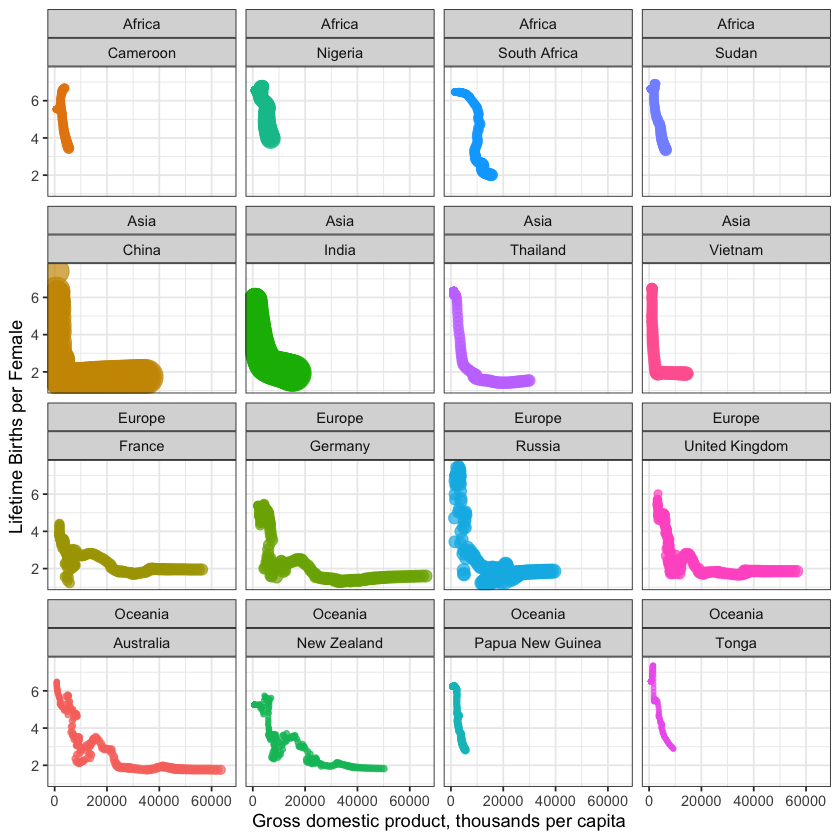 Africa Africa Africa Africa
Cameroon Nigeria South Africa Sudan
6
4
2
Asia Asia Asia Asia
China India Thailand Vietnam
6
4
2
Europe Europe Europe Europe
France Germany Russia United Kingdom
6
4
2
Oceania Oceania Oceania Oceania
Australia New Zealand Papua New Guinea Tonga
6
4
2
0 20000 40000 60000 0 20000 40000 60000 0 20000 40000 60000 0 20000 40000 60000
Gross domestic product, thousands per capita
Lifetime Births per Female